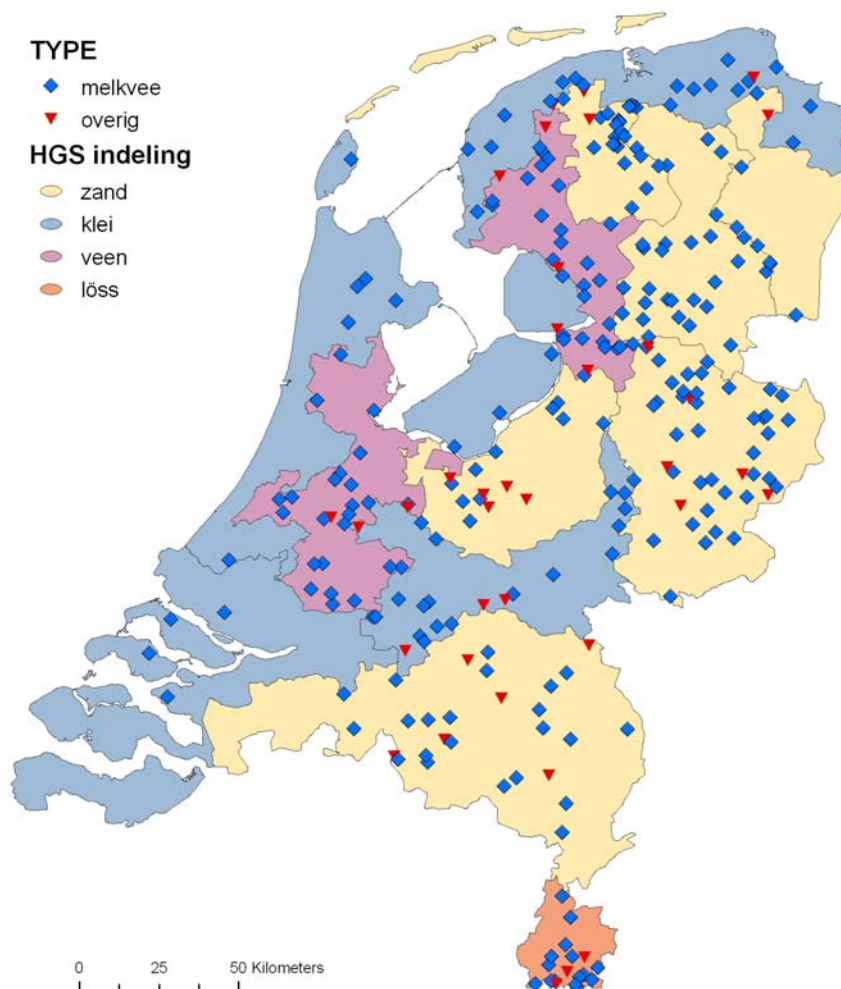 TYPE
melkvee
overig
HGS indeling
zand
klei
veen
löss
0 25 50 Kilometers